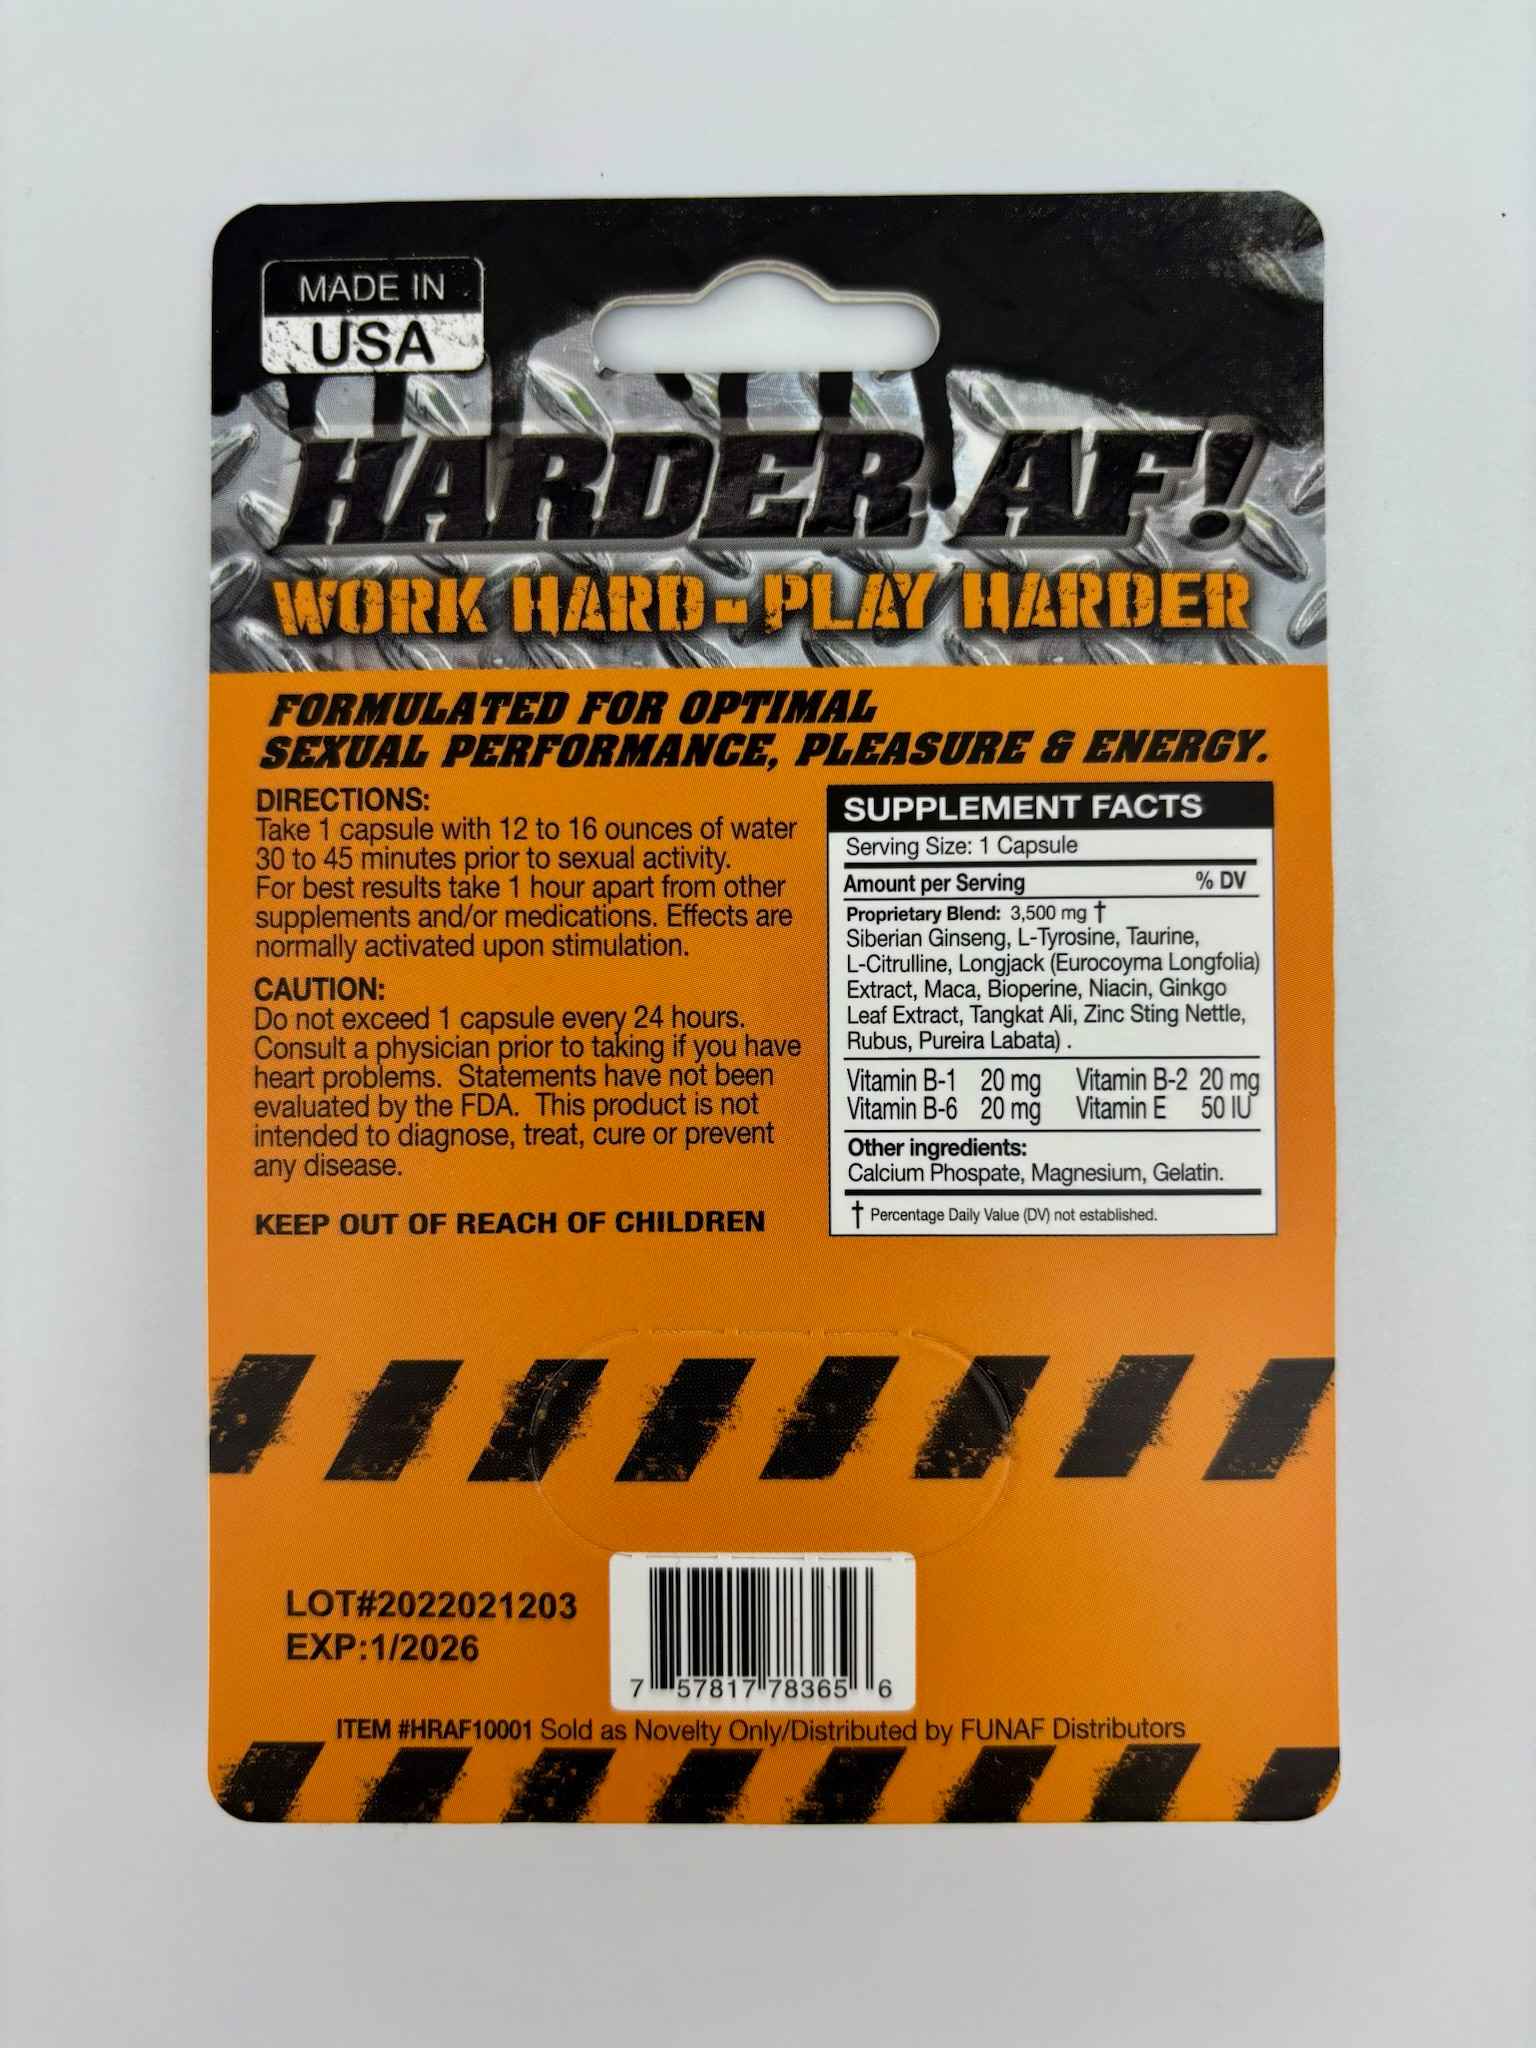 MADE IN
USA
HARDER AF!
WORK HARD-PLAY HARDER
FORMULATED FOR OPTIMAL
SEXUAL PERFORMANCE, PLEASURE & ENERGY.
DIRECTIONS:
Take 1 capsule with 12 to 16 ounces of water
30 to 45 minutes prior to sexual activity.
For best results take 1 hour apart from other
supplements and/or medications. Effects are
normally activated upon stimulation.
CAUTION:
Do not exceed 1 capsule every 24 hours.
Consult a physician prior to taking if you have
heart problems. Statements have not been
evaluated by the FDA. This product is not
intended to diagnose, treat, cure or prevent
any disease.
KEEP OUT OF REACH OF CHILDREN
SUPPLEMENT FACTS
Serving Size: 1 Capsule
Amount per Serving % DV
Proprietary Blend: 3,500 mg †
Siberian Ginseng, L-Tyrosine, Taurine,
L-Citrulline, Longjack (Eurocoyma Longfolia)
Extract, Maca, Bioperine, Niacin, Ginkgo
Leaf Extract, Tangkat Ali, Zinc Sting Nettle,
Rubus, Pureira Labata) .
Vitamin B-1 20 mg Vitamin B-2 20 mg
Vitamin B-6 20 mg Vitamin E 50 IU
Other ingredients:
Calcium Phospate, Magnesium, Gelatin.
† Percentage Daily Value (DV) not established.
LOT#2022021203
EXP:1/2026
7 57817 78365 6
ITEM #HRAF10001 Sold as Novelty Only/Distributed by FUNAF Distributors